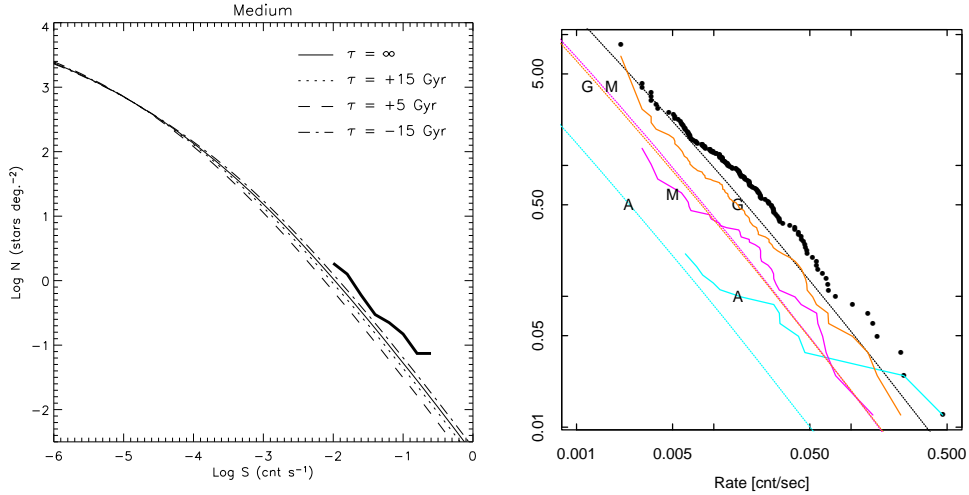 Medium
4
3
2
1
0
-1
-2
Log N (stars deg.⁻²)
τ = ∞
τ = +15 Gyr
τ = +5 Gyr
τ = −15 Gyr
-6
-5
-4
-3
-2
-1
0
Log S (cnt s⁻¹)
5.00
0.50
0.05
0.01
G M
A
M
G
A
0.001
0.005
0.050
0.500
Rate [cnt/sec]